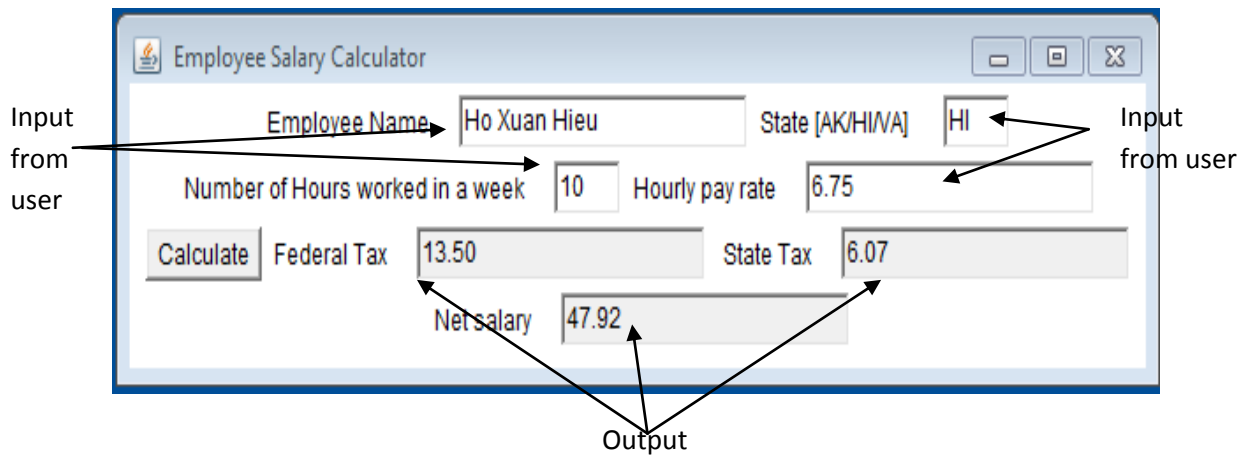 Employee Salary Calculator
Input
from
user
Employee Name
Ho Xuan Hieu
State [AK/HI/VA]
HI
Input
from user
Number of Hours worked in a week
10
Hourly pay rate
6.75
Calculate
Federal Tax
13.50
State Tax
6.07
Net salary
47.92
Output